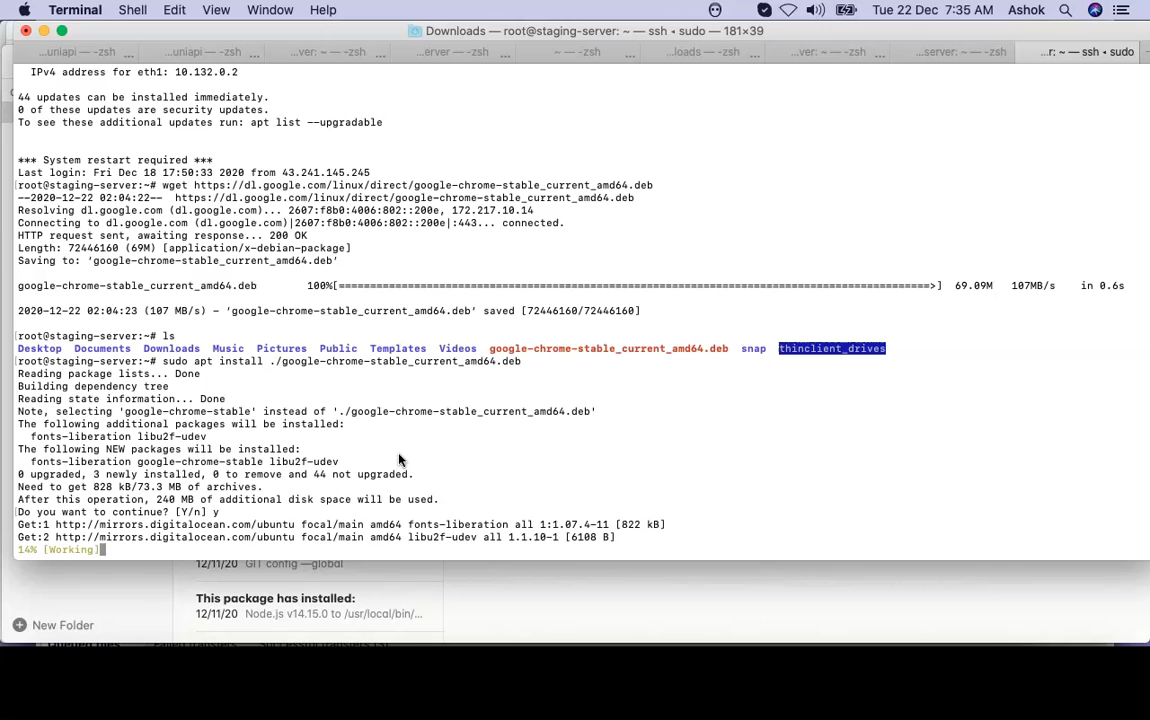 Terminal Shell Edit View Window Help Tue 22 Dec 7:35 AM Ashok
Downloads — root@staging-server: ~ — ssh ◂ sudo — 181×39
...uniapi — -zsh ... ...uniapi — -zsh ... ...ver: ~ — -zsh ... ...erver — -zsh ... ~ — -zsh ... ...loads — -zsh ...ver: ~ — -zsh ... ...server: ~ — -zsh ...r: ~ — ssh ◂ sudo
IPv4 address for eth1: 10.132.0.2
44 updates can be installed immediately.
0 of these updates are security updates.
To see these additional updates run: apt list --upgradable
*** System restart required ***
Last login: Fri Dec 18 17:50:33 2020 from 43.241.145.245
[root@staging-server:~# wget https://dl.google.com/linux/direct/google-chrome-stable_current_amd64.deb
--2020-12-22 02:04:22-- https://dl.google.com/linux/direct/google-chrome-stable_current_amd64.deb
Resolving dl.google.com (dl.google.com)... 2607:f8b0:4006:802::200e, 172.217.10.14
Connecting to dl.google.com (dl.google.com)|2607:f8b0:4006:802::200e|:443... connected.
HTTP request sent, awaiting response... 200 OK
Length: 72446160 (69M) [application/x-debian-package]
Saving to: ‘google-chrome-stable_current_amd64.deb’
google-chrome-stable_current_amd64.deb 100%[===================================================================================================>] 69.09M 107MB/s in 0.6s
2020-12-22 02:04:23 (107 MB/s) – ‘google-chrome-stable_current_amd64.deb’ saved [72446160/72446160]
[root@staging-server:~# ls
Desktop Documents Downloads Music Pictures Public Templates Videos google-chrome-stable_current_amd64.deb snap thinclient_drives
[root@staging-server:~# sudo apt install ./google-chrome-stable_current_amd64.deb
Reading package lists... Done
Building dependency tree
Reading state information... Done
Note, selecting 'google-chrome-stable' instead of './google-chrome-stable_current_amd64.deb'
The following additional packages will be installed:
fonts-liberation libu2f-udev
The following NEW packages will be installed:
fonts-liberation google-chrome-stable libu2f-udev
0 upgraded, 3 newly installed, 0 to remove and 44 not upgraded.
Need to get 828 kB/73.3 MB of archives.
After this operation, 240 MB of additional disk space will be used.
[Do you want to continue? [Y/n] y
Get:1 http://mirrors.digitalocean.com/ubuntu focal/main amd64 fonts-liberation all 1:1.07.4-11 [822 kB]
Get:2 http://mirrors.digitalocean.com/ubuntu focal/main amd64 libu2f-udev all 1.1.10-1 [6108 B]
14% [Working]
12/11/20 GIT config —global
This package has installed:
12/11/20 Node.js v14.15.0 to /usr/local/bin/...
New Folder